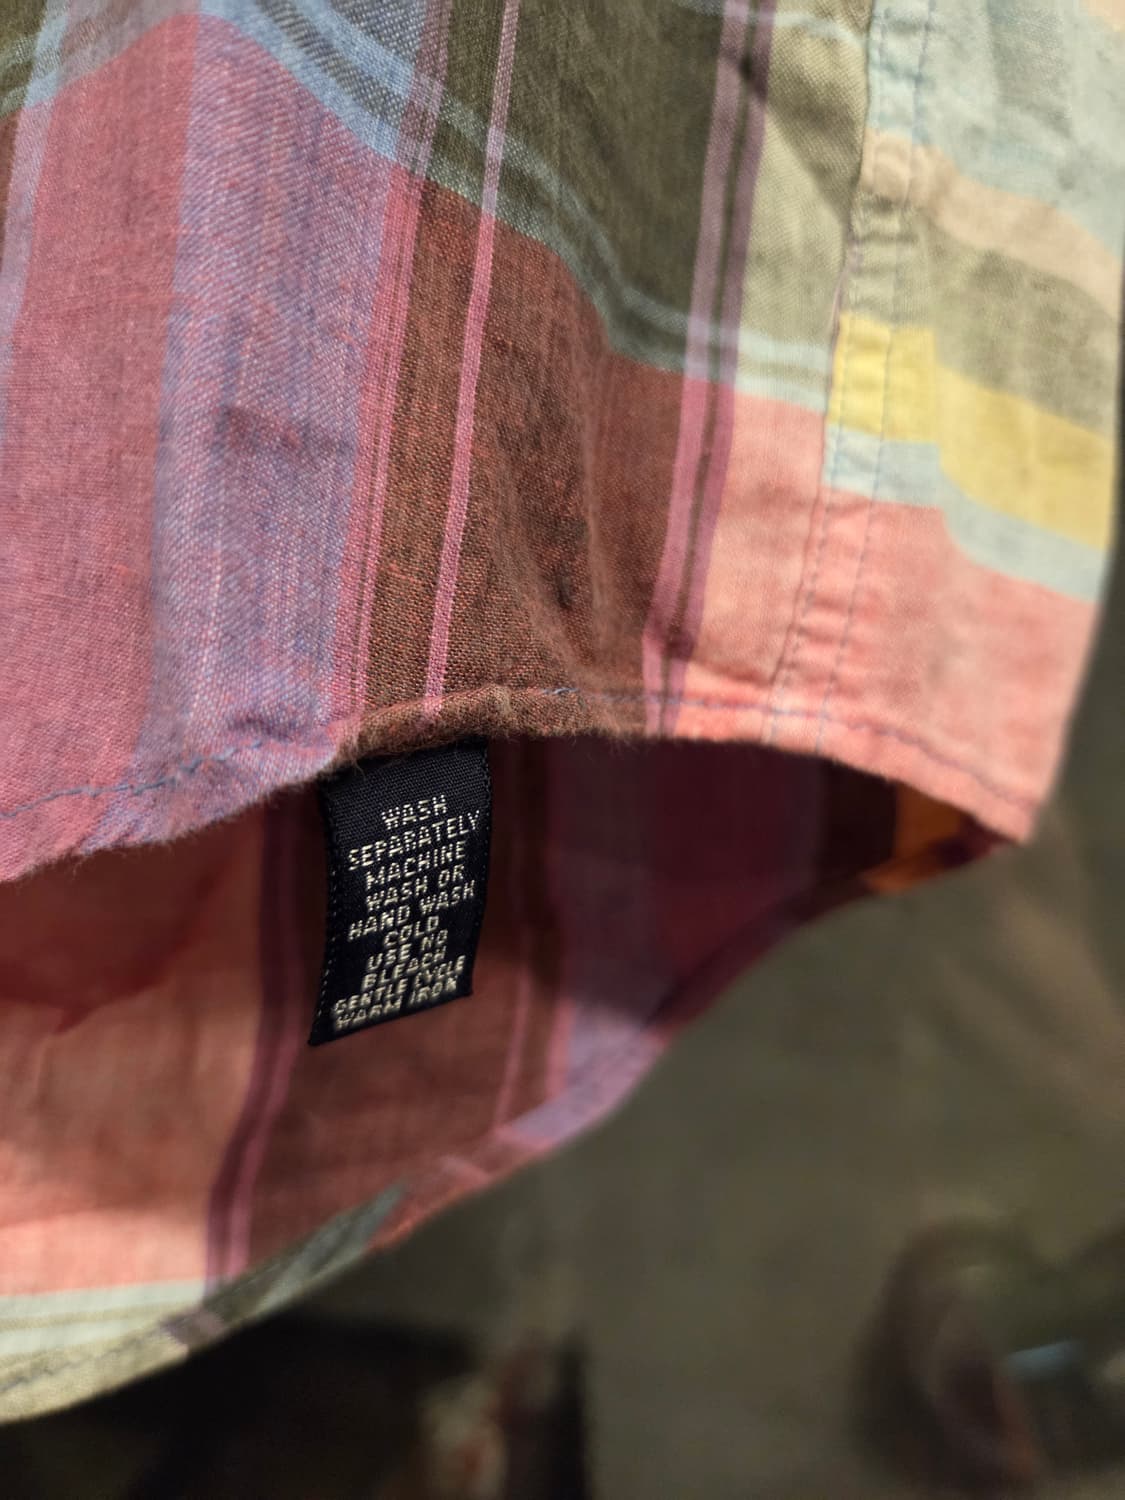 WASH
SEPARATELY
MACHINE
WASH OR
HAND WASH
COLD
USE NO
BLEACH
GENTLE CYCLE
WARM IRON